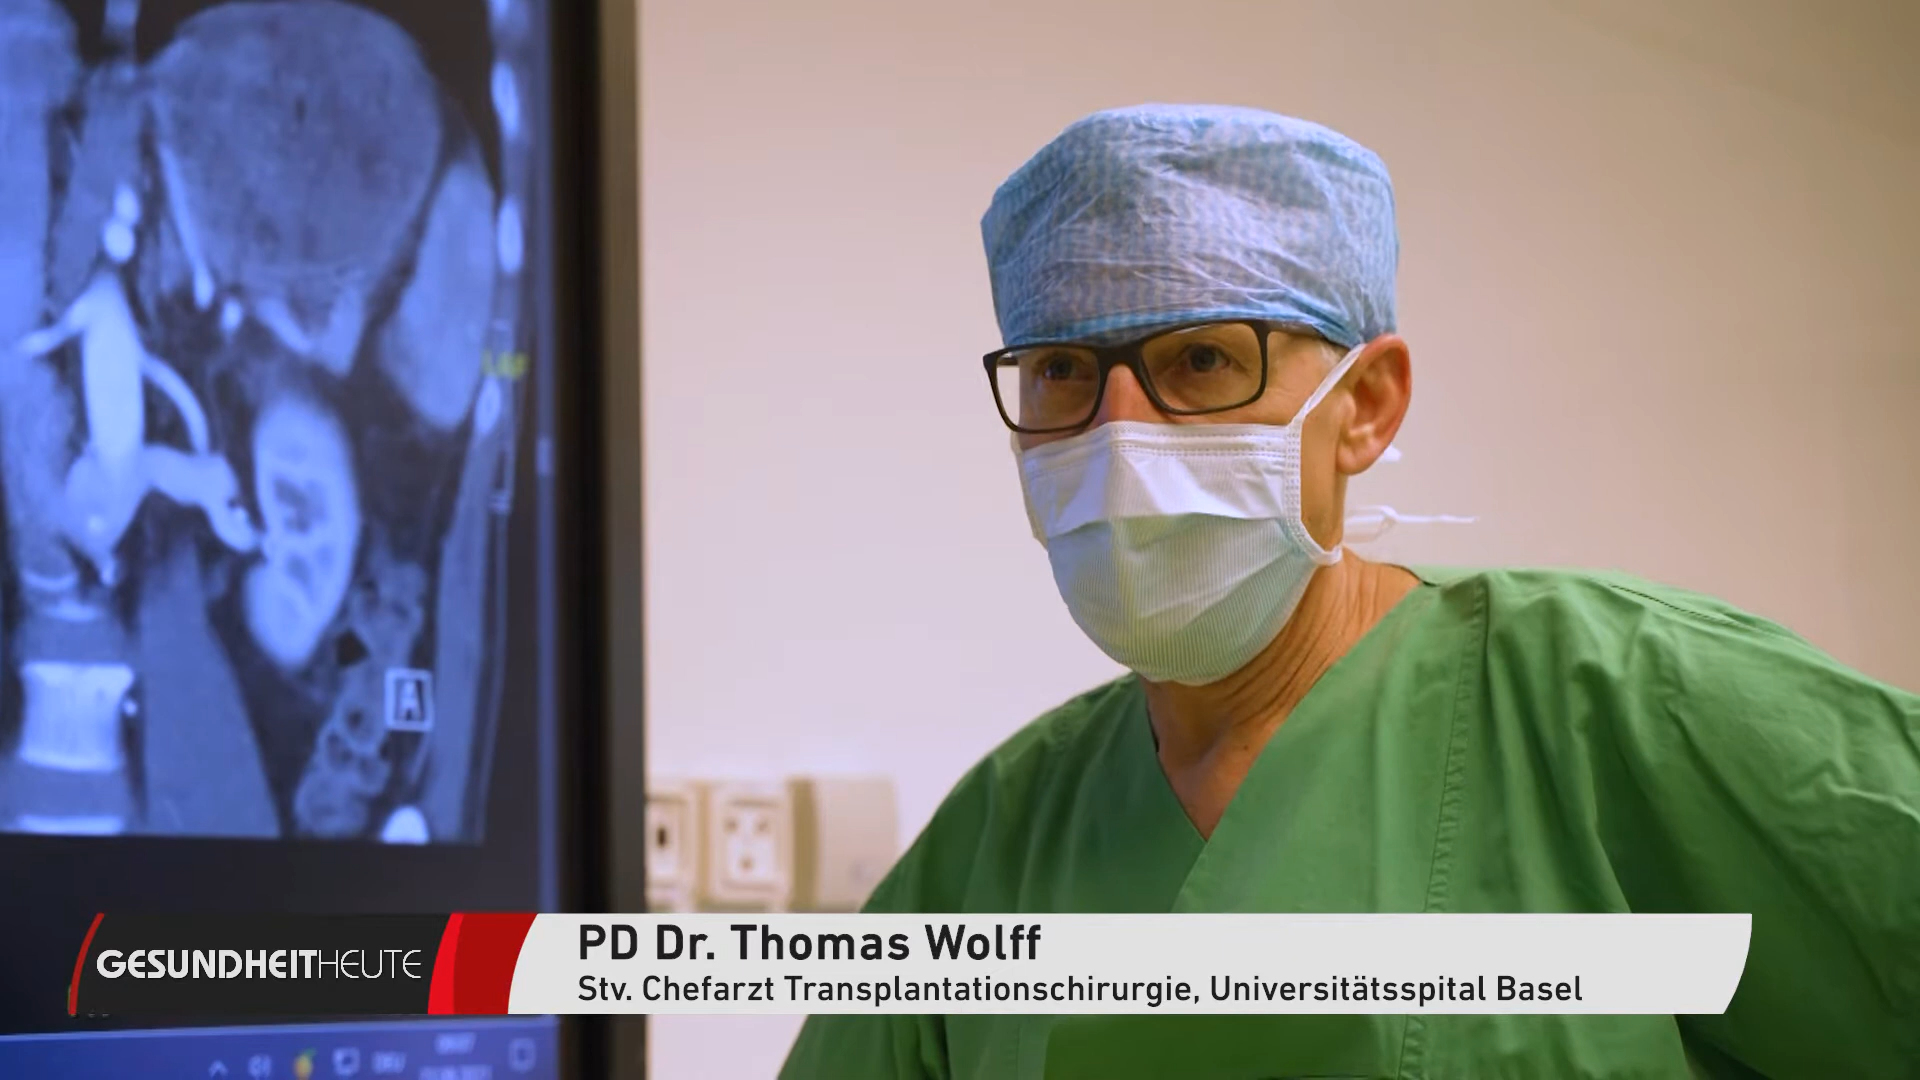 A
GESUNDHEITHEUTE
PD Dr. Thomas Wolff
Stv. Chefarzt Transplantationschirurgie, Universitätsspital Basel